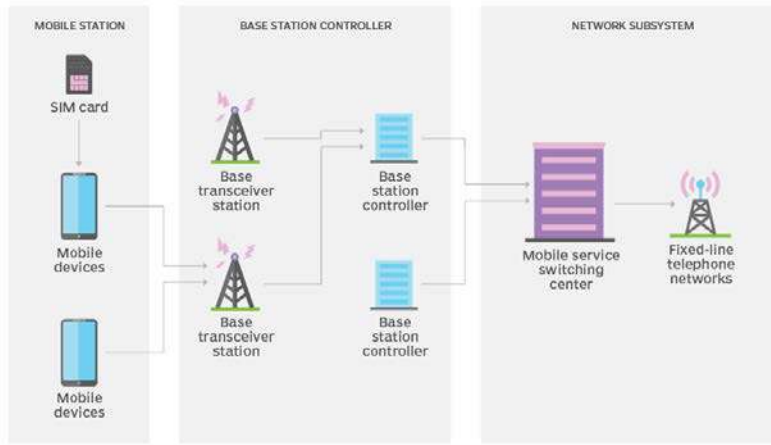 MOBILE STATION
BASE STATION CONTROLLER
NETWORK SUBSYSTEM
SIM card
Mobile
devices
Mobile
devices
Base
transceiver
station
Base
transceiver
station
Base
station
controller
Base
station
controller
Mobile service
switching
center
Fixed-line
telephone
networks